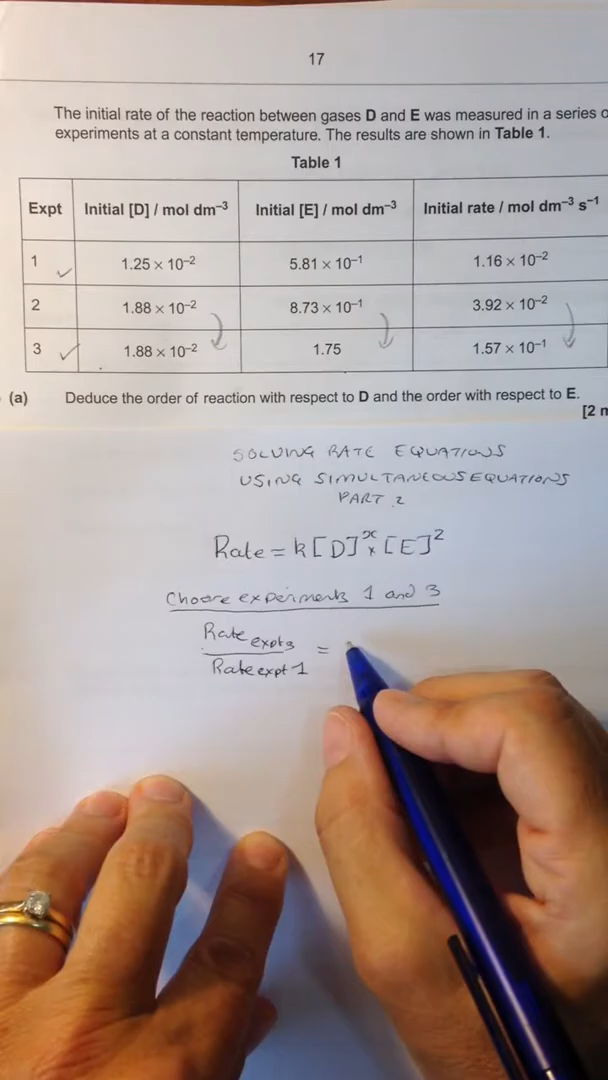 17
The initial rate of the reaction between gases D and E was measured in a series o
experiments at a constant temperature. The results are shown in Table 1.
Table 1
Expt Initial [D] / mol dm⁻³ Initial [E] / mol dm⁻³ Initial rate / mol dm⁻³ s⁻¹
1 ✓ 1.25 × 10⁻² 5.81 × 10⁻¹ 1.16 × 10⁻²
2 1.88 × 10⁻² 8.73 × 10⁻¹ 3.92 × 10⁻²
3 ✓ 1.88 × 10⁻² 1.75 1.57 × 10⁻¹
(a) Deduce the order of reaction with respect to D and the order with respect to E.
[2 m
SOLVING RATE EQUATIONS
USING SIMULTANEOUS EQUATIONS
PART 2
Rate = k[D]ˣ × [E]²
Choose experiments 1 and 3
Rate expt 3 =
Rate expt 1